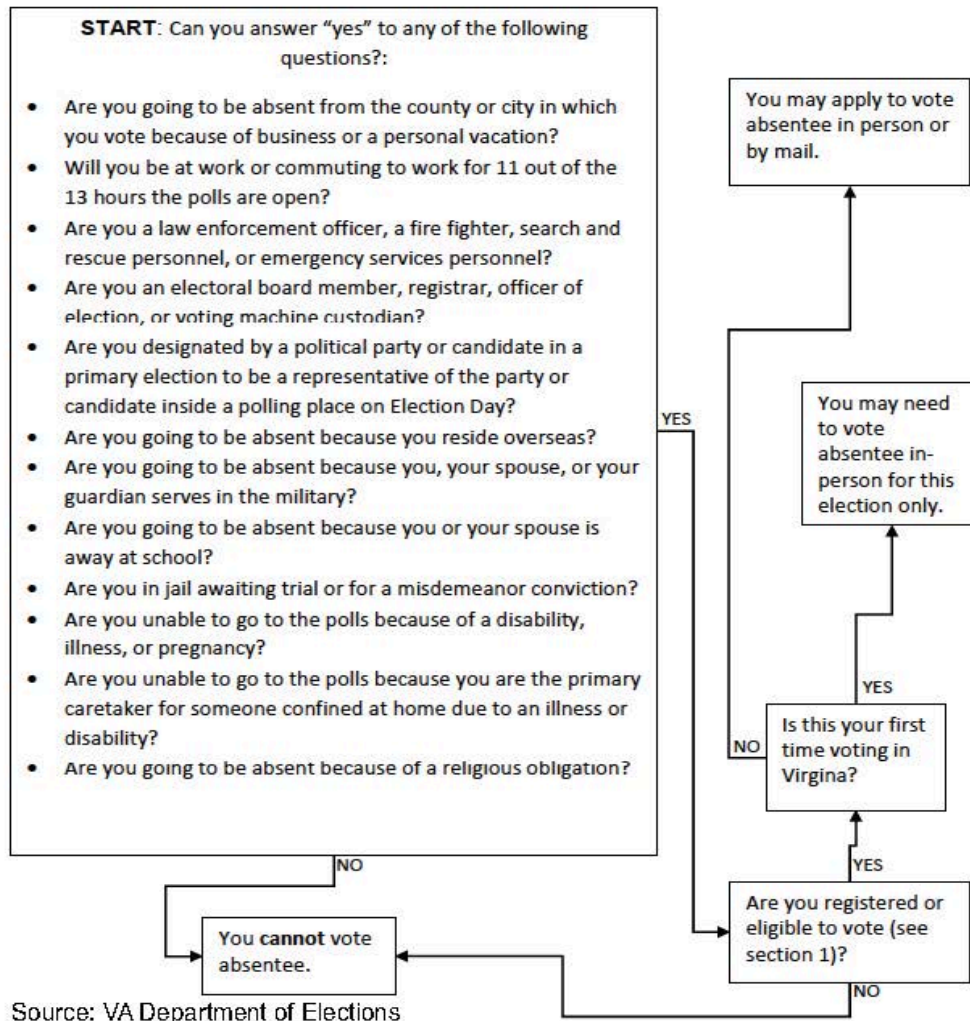 START: Can you answer “yes” to any of the following
questions?:
• Are you going to be absent from the county or city in which
you vote because of business or a personal vacation?
• Will you be at work or commuting to work for 11 out of the
13 hours the polls are open?
• Are you a law enforcement officer, a fire fighter, search and
rescue personnel, or emergency services personnel?
• Are you an electoral board member, registrar, officer of
election, or voting machine custodian?
• Are you designated by a political party or candidate in a
primary election to be a representative of the party or
candidate inside a polling place on Election Day?
• Are you going to be absent because you reside overseas?
• Are you going to be absent because you, your spouse, or your
guardian serves in the military?
• Are you going to be absent because you or your spouse is
away at school?
• Are you in jail awaiting trial or for a misdemeanor conviction?
• Are you unable to go to the polls because of a disability,
illness, or pregnancy?
• Are you unable to go to the polls because you are the primary
caretaker for someone confined at home due to an illness or
disability?
• Are you going to be absent because of a religious obligation?
YES
NO
You may apply to vote
absentee in person or
by mail.
You may need
to vote
absentee in-
person for this
election only.
YES
NO
Is this your first
time voting in
Virgina?
YES
Are you registered or
eligible to vote (see
section 1)?
NO
You cannot vote
absentee.
Source: VA Department of Elections